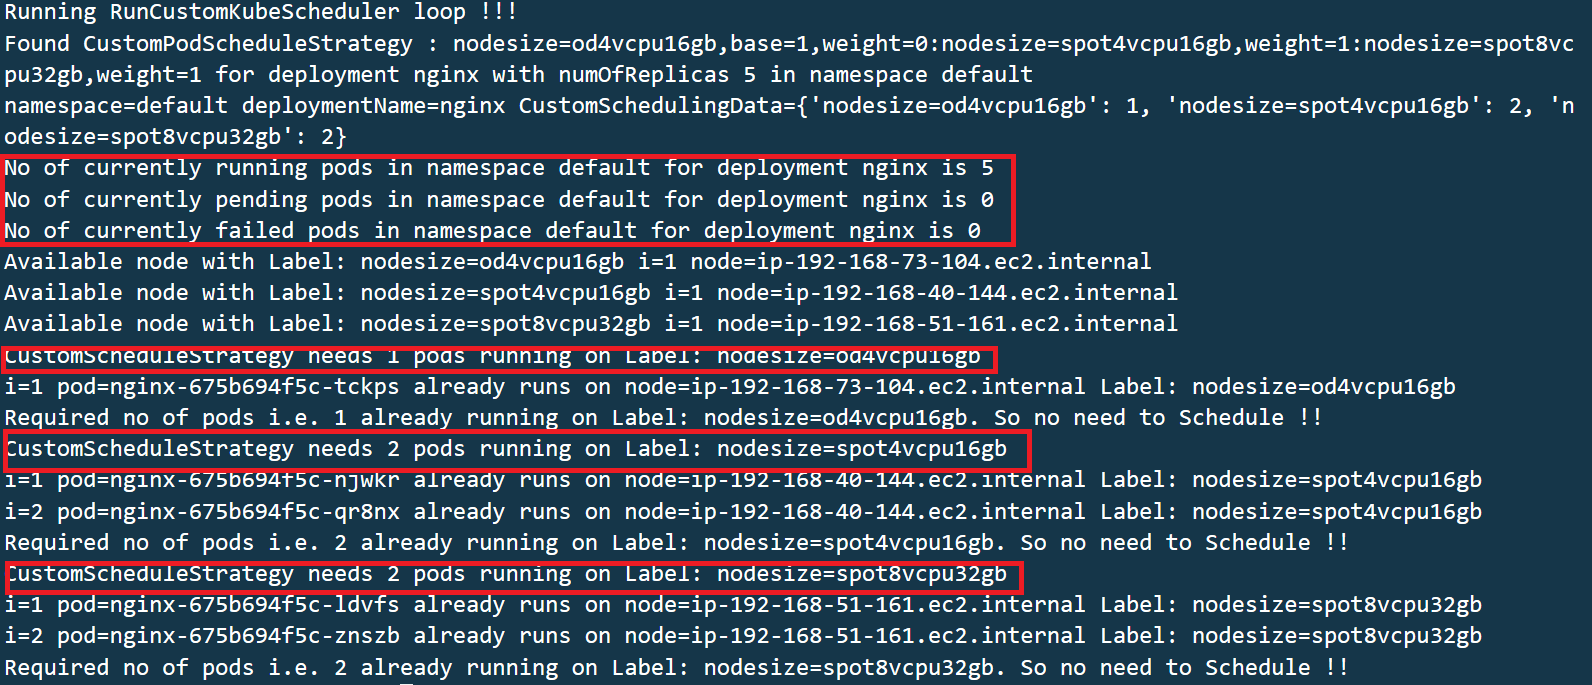 Running RunCustomKubeScheduler loop !!!
Found CustomPodScheduleStrategy : nodesize=od4vcpu16gb,base=1,weight=0:nodesize=spot4vcpu16gb,weight=1:nodesize=spot8vc
pu32gb,weight=1 for deployment nginx with numOfReplicas 5 in namespace default
namespace=default deploymentName=nginx CustomSchedulingData={'nodesize=od4vcpu16gb': 1, 'nodesize=spot4vcpu16gb': 2, 'n
odesize=spot8vcpu32gb': 2}
No of currently running pods in namespace default for deployment nginx is 5
No of currently pending pods in namespace default for deployment nginx is 0
No of currently failed pods in namespace default for deployment nginx is 0
Available node with Label: nodesize=od4vcpu16gb i=1 node=ip-192-168-73-104.ec2.internal
Available node with Label: nodesize=spot4vcpu16gb i=1 node=ip-192-168-40-144.ec2.internal
Available node with Label: nodesize=spot8vcpu32gb i=1 node=ip-192-168-51-161.ec2.internal
CustomScheduleStrategy needs 1 pods running on Label: nodesize=od4vcpu16gb
i=1 pod=nginx-675b694f5c-tckps already runs on node=ip-192-168-73-104.ec2.internal Label: nodesize=od4vcpu16gb
Required no of pods i.e. 1 already running on Label: nodesize=od4vcpu16gb. So no need to Schedule !!
CustomScheduleStrategy needs 2 pods running on Label: nodesize=spot4vcpu16gb
i=1 pod=nginx-675b694f5c-njwkr already runs on node=ip-192-168-40-144.ec2.internal Label: nodesize=spot4vcpu16gb
i=2 pod=nginx-675b694f5c-qr8nx already runs on node=ip-192-168-40-144.ec2.internal Label: nodesize=spot4vcpu16gb
Required no of pods i.e. 2 already running on Label: nodesize=spot4vcpu16gb. So no need to Schedule !!
CustomScheduleStrategy needs 2 pods running on Label: nodesize=spot8vcpu32gb
i=1 pod=nginx-675b694f5c-ldvfs already runs on node=ip-192-168-51-161.ec2.internal Label: nodesize=spot8vcpu32gb
i=2 pod=nginx-675b694f5c-znszb already runs on node=ip-192-168-51-161.ec2.internal Label: nodesize=spot8vcpu32gb
Required no of pods i.e. 2 already running on Label: nodesize=spot8vcpu32gb. So no need to Schedule !!